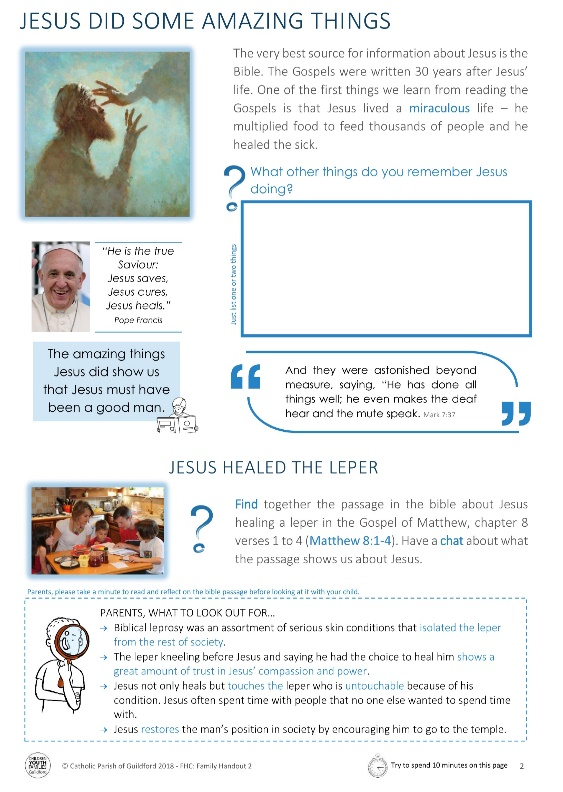 JESUS DID SOME AMAZING THINGS
The very best source for information about Jesus is the
Bible. The Gospels were written 30 years after Jesus’
life. One of the first things we learn from reading the
Gospels is that Jesus lived a miraculous life – he
multiplied food to feed thousands of people and he
healed the sick.
?
What other things do you remember Jesus
doing?
Just list one or two things
“He is the true
Saviour:
Jesus saves,
Jesus cures,
Jesus heals.”
Pope Francis
The amazing things
Jesus did show us
that Jesus must have
been a good man.
“
And they were astonished beyond
measure, saying, “He has done all
things well; he even makes the deaf
hear and the mute speak. Mark 7:37
”
JESUS HEALED THE LEPER
?
Find together the passage in the bible about Jesus
healing a leper in the Gospel of Matthew, chapter 8
verses 1 to 4 (Matthew 8:1-4). Have a chat about what
the passage shows us about Jesus.
Parents, please take a minute to read and reflect on the bible passage before looking at it with your child.
PARENTS, WHAT TO LOOK OUT FOR…
→ Biblical leprosy was an assortment of serious skin conditions that isolated the leper
from the rest of society.
→ The leper kneeling before Jesus and saying he had the choice to heal him shows a
great amount of trust in Jesus’ compassion and power.
→ Jesus not only heals but touches the leper who is untouchable because of his
condition. Jesus often spent time with people that no one else wanted to spend time
with.
→ Jesus restores the man’s position in society by encouraging him to go to the temple.
CHILDREN
YOUTH
FAMILIES
Guildford
© Catholic Parish of Guildford 2018 - FHC: Family Handout 2
Try to spend 10 minutes on this page
2